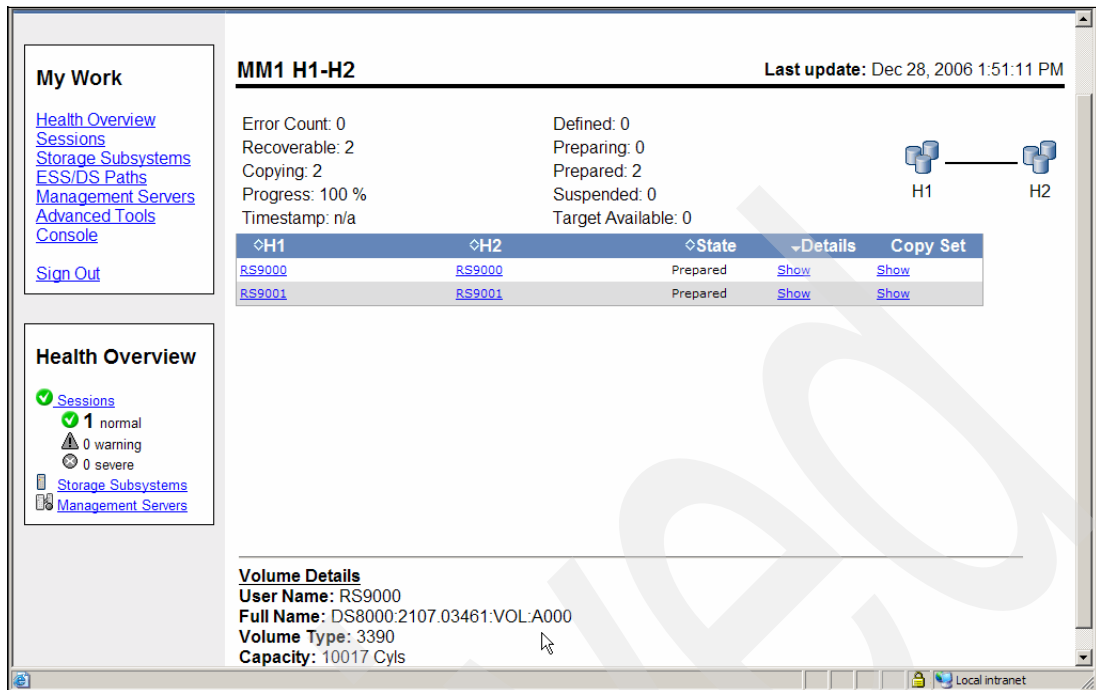 My Work
Health Overview
Sessions
Storage Subsystems
ESS/DS Paths
Management Servers
Advanced Tools
Console
Sign Out
Health Overview
Sessions
1 normal
0 warning
0 severe
Storage Subsystems
Management Servers
MM1 H1-H2 Last update: Dec 28, 2006 1:51:11 PM
Error Count: 0 Defined: 0
Recoverable: 2 Preparing: 0
Copying: 2 Prepared: 2
Progress: 100 % Suspended: 0
Timestamp: n/a Target Available: 0
H1 H2
H1 H2 State Details Copy Set
RS9000 RS9000 Prepared Show Show
RS9001 RS9001 Prepared Show Show
Volume Details
User Name: RS9000
Full Name: DS8000:2107.03461:VOL:A000
Volume Type: 3390
Capacity: 10017 Cyls
Local intranet